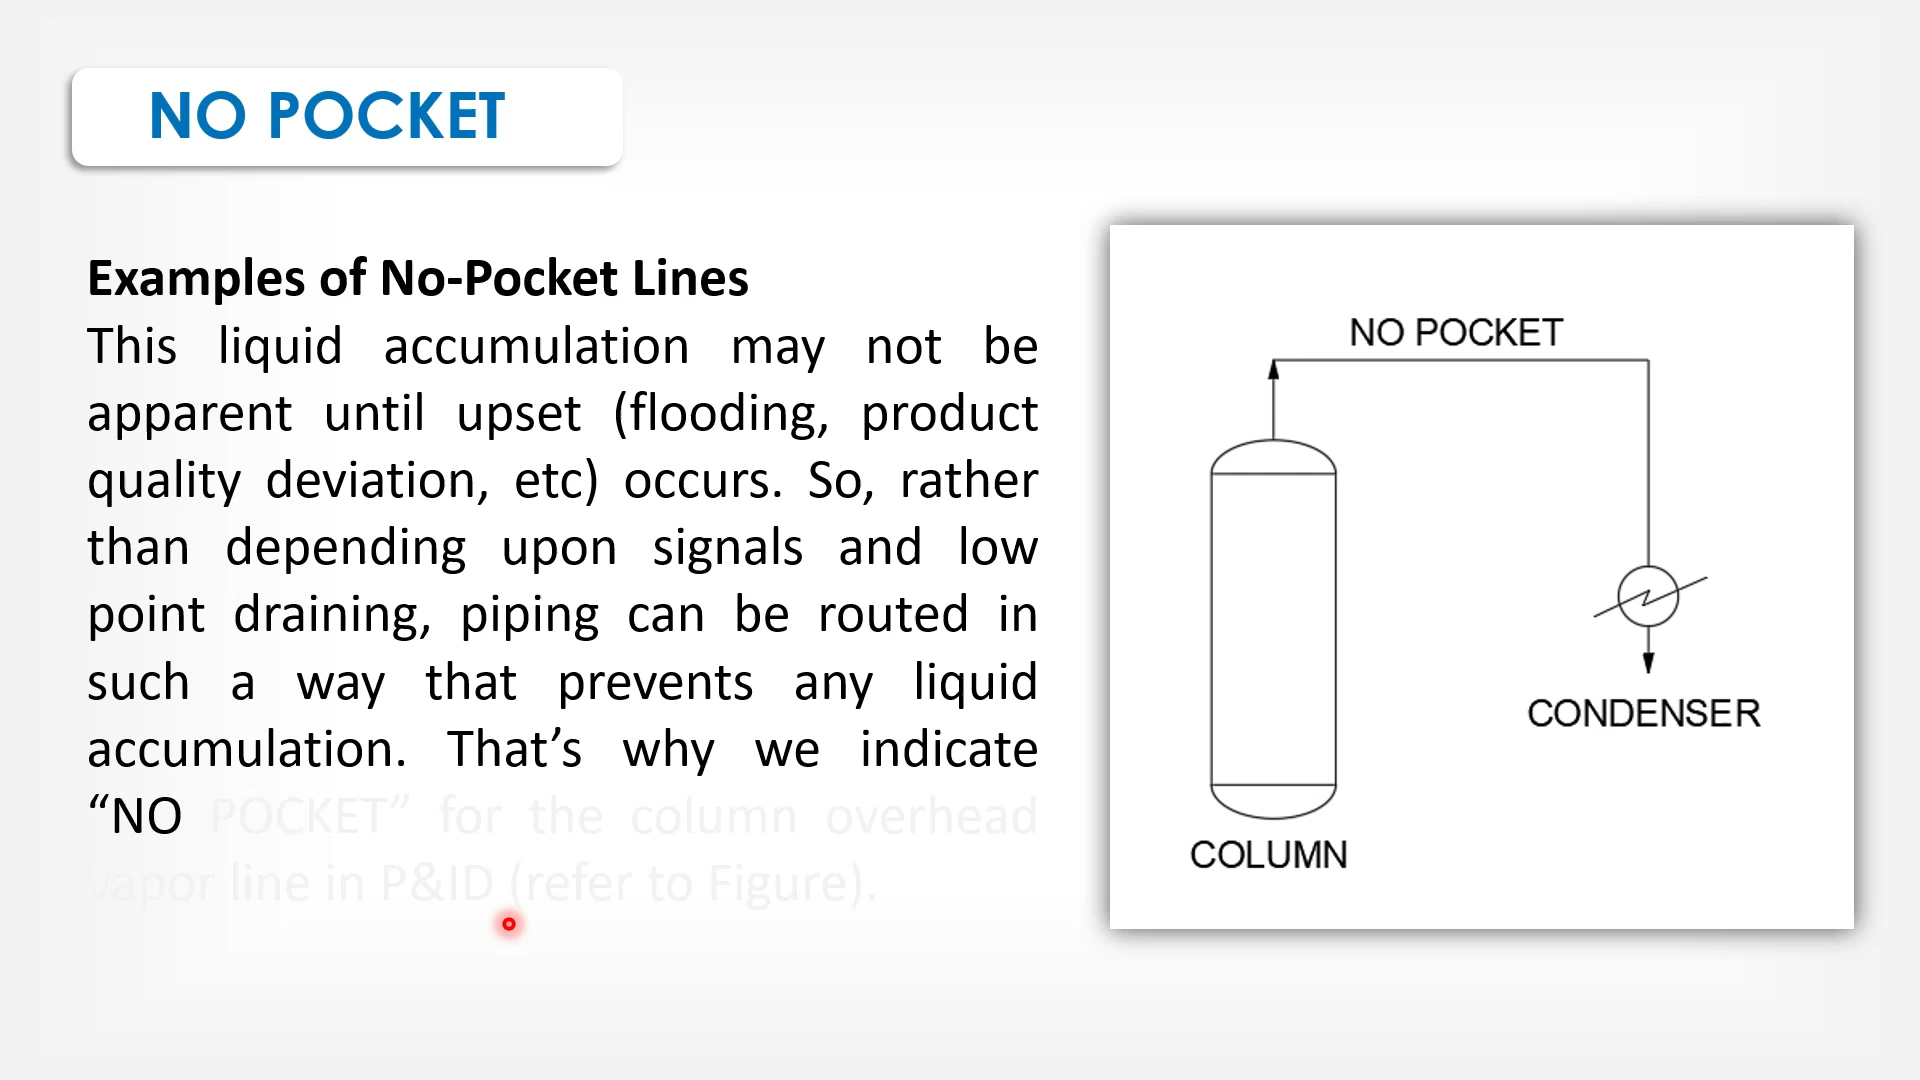 NO POCKET
Examples of No-Pocket Lines
This liquid accumulation may not be
apparent until upset (flooding, product
quality deviation, etc) occurs. So, rather
than depending upon signals and low
point draining, piping can be routed in
such a way that prevents any liquid
accumulation. That’s why we indicate
“NO POCKET” for the column overhead
vapor line in P&ID (refer to Figure).
NO POCKET
CONDENSER
COLUMN